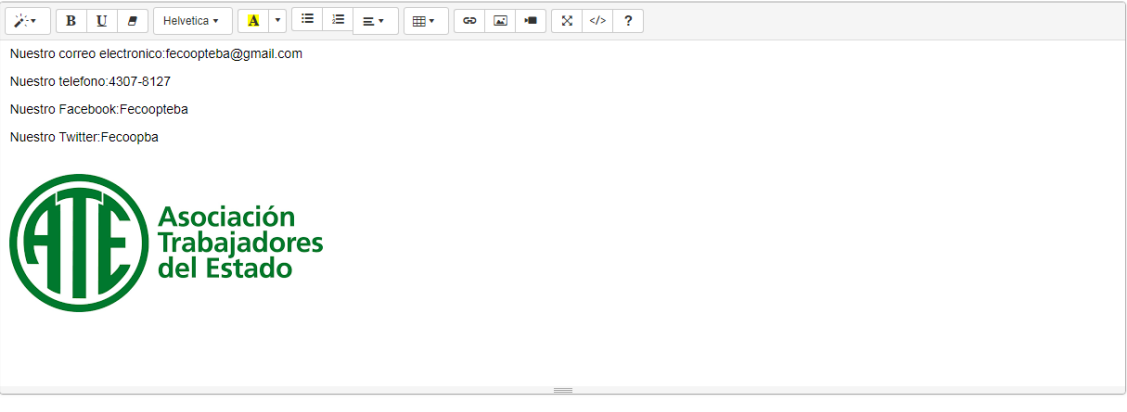 B U Helvetica A </> ?
Nuestro correo electronico:fecoopteba@gmail.com
Nuestro telefono:4307-8127
Nuestro Facebook:Fecoopteba
Nuestro Twitter:Fecoopba
ATE
Asociación
Trabajadores
del Estado